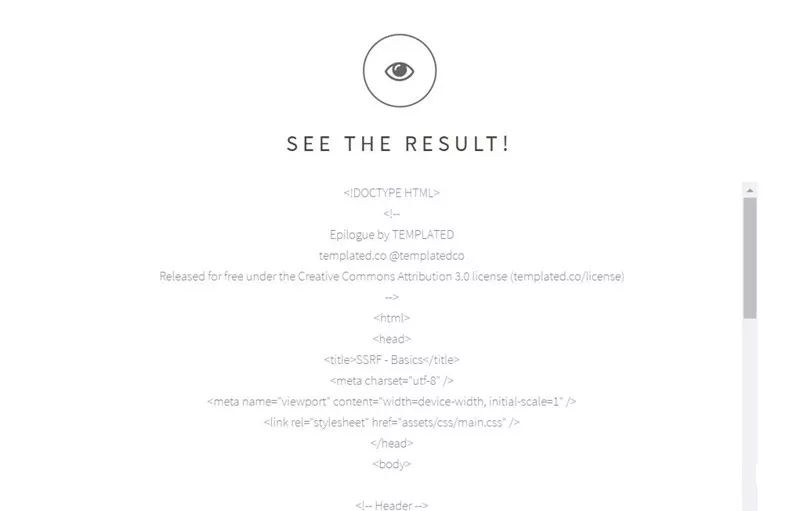 SEE THE RESULT!
<!DOCTYPE HTML>
<!--
Epilogue by TEMPLATED
templated.co @templatedco
Released for free under the Creative Commons Attribution 3.0 license (templated.co/license)
-->
<html>
<head>
<title>SSRF - Basics</title>
<meta charset="utf-8" />
<meta name="viewport" content="width=device-width, initial-scale=1" />
<link rel="stylesheet" href="assets/css/main.css" />
</head>
<body>
<!-- Header -->